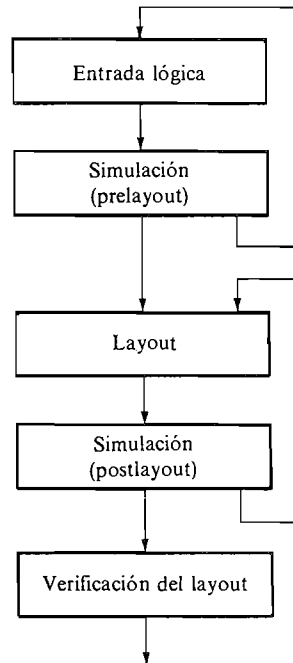 Entrada lógica
Simulación
(prelayout)
Layout
Simulación
(postlayout)
Verificación del layout